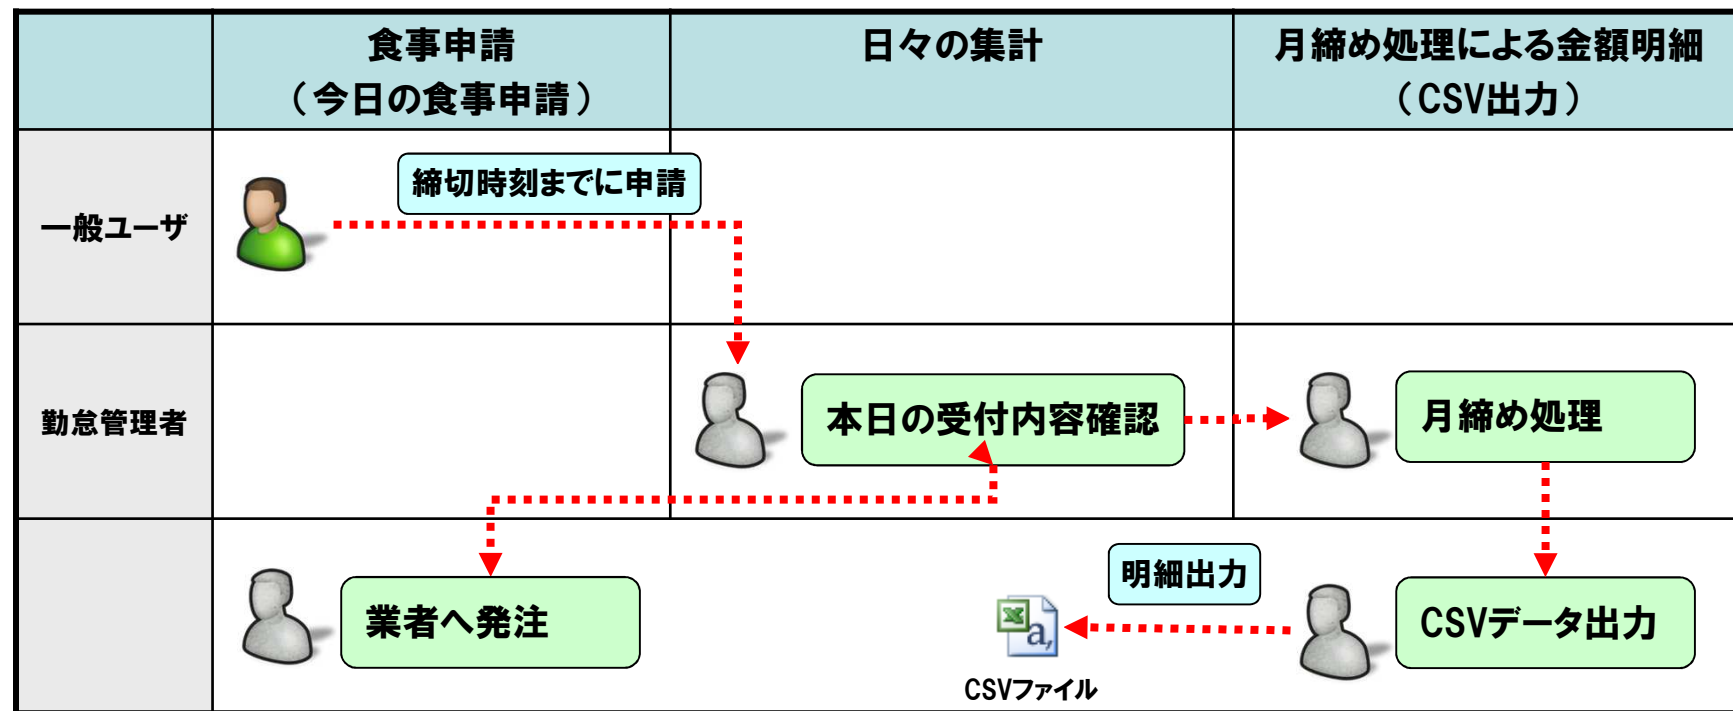 食事申請
（今日の食事申請）
日々の集計
月締め処理による金額明細
（CSV出力）
一般ユーザ
締切時刻までに申請
勤怠管理者
本日の受付内容確認
月締め処理
業者へ発注
明細出力
a,
CSVファイル
CSVデータ出力